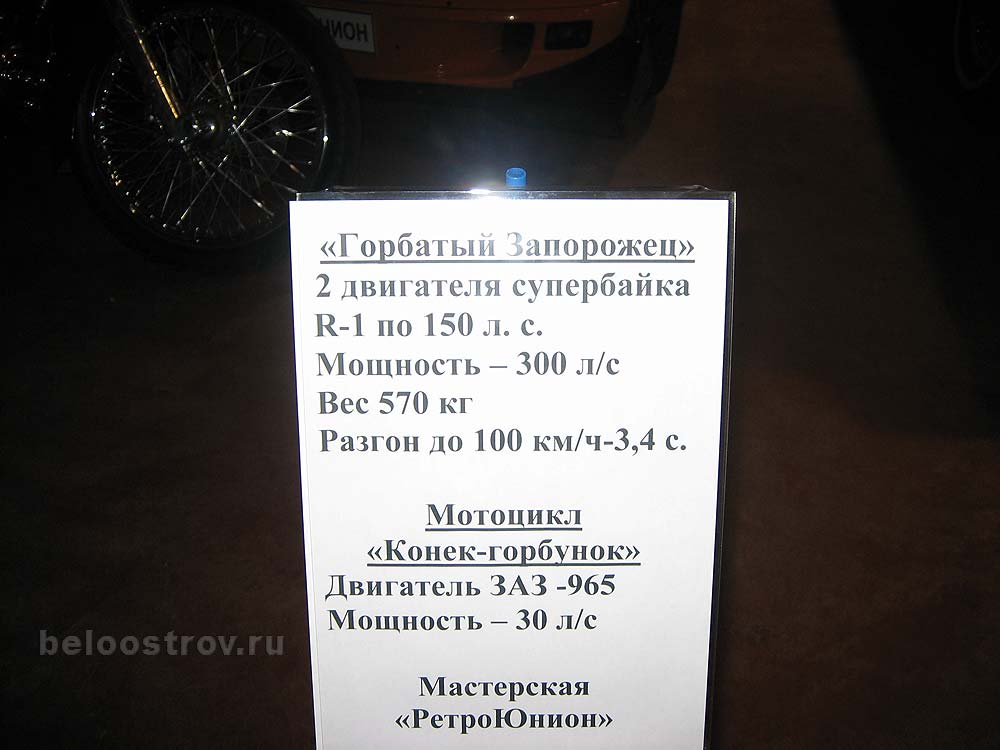 НИОН
«Горбатый Запорожец»
2 двигателя супербайка
R-1 по 150 л. с.
Мощность – 300 л/с
Вес 570 кг
Разгон до 100 км/ч-3,4 с.
Мотоцикл
«Конек-горбунок»
Двигатель ЗАЗ -965
Мощность – 30 л/с
beloostrov.ru
Мастерская
«РетроЮнион»